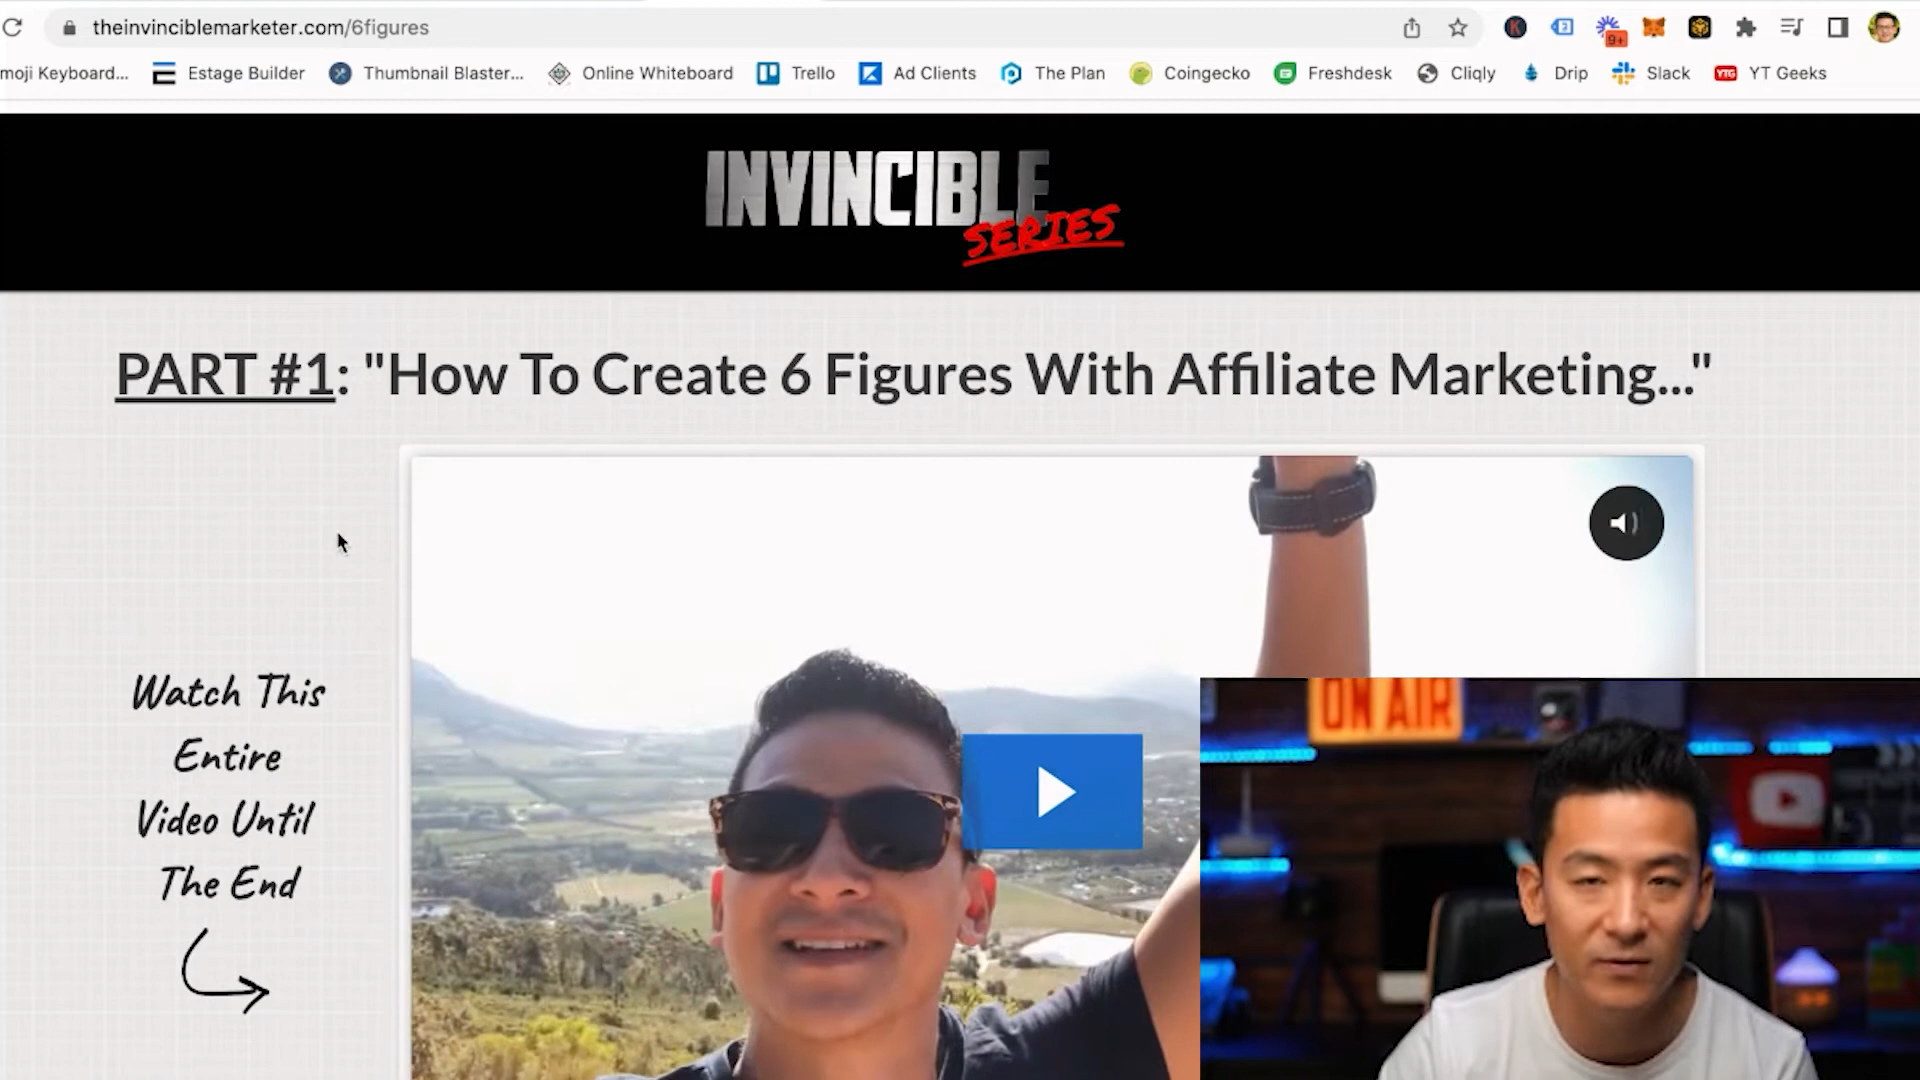 theinvinciblemarketer.com/6figures
9+
moji Keyboard...
Estage Builder
Thumbnail Blaster...
Online Whiteboard
Trello
Ad Clients
The Plan
Coingecko
Freshdesk
Cliqly
Drip
Slack
YTG
YT Geeks
INVINCIBLE
SERIES
PART #1: "How To Create 6 Figures With Affiliate Marketing..."
Watch This
Entire
Video Until
The End
ON AIR